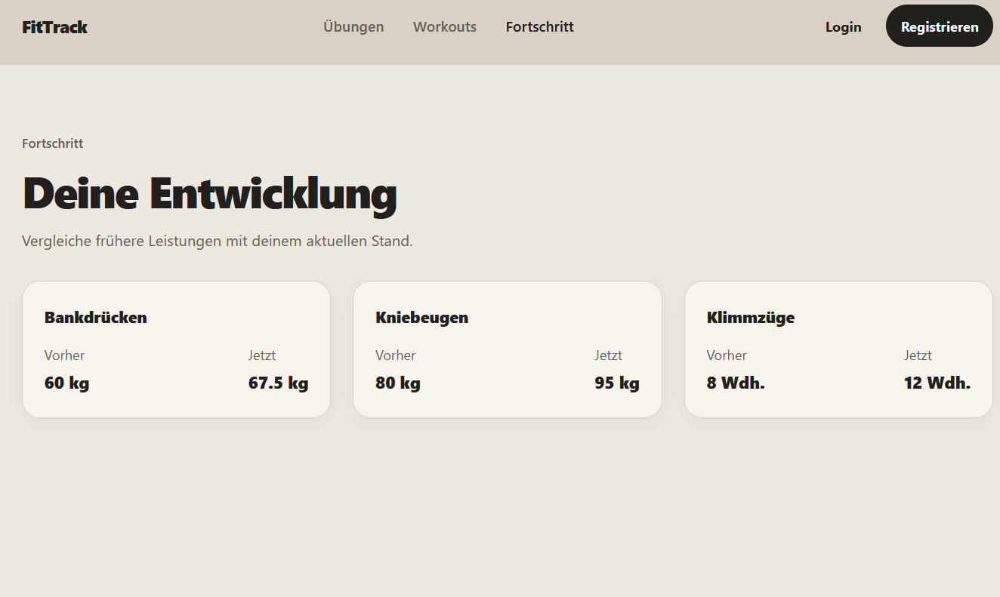 FitTrack Übungen Workouts Fortschritt Login Registrieren
Fortschritt
Deine Entwicklung
Vergleiche frühere Leistungen mit deinem aktuellen Stand.
Bankdrücken
Vorher Jetzt
60 kg 67.5 kg
Kniebeugen
Vorher Jetzt
80 kg 95 kg
Klimmzüge
Vorher Jetzt
8 Wdh. 12 Wdh.